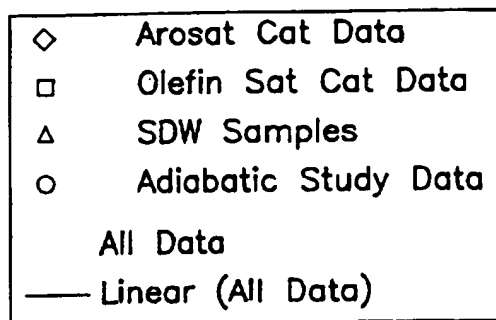 Arosat Cat Data
Olefin Sat Cat Data
SDW Samples
Adiabatic Study Data
All Data
Linear (All Data)